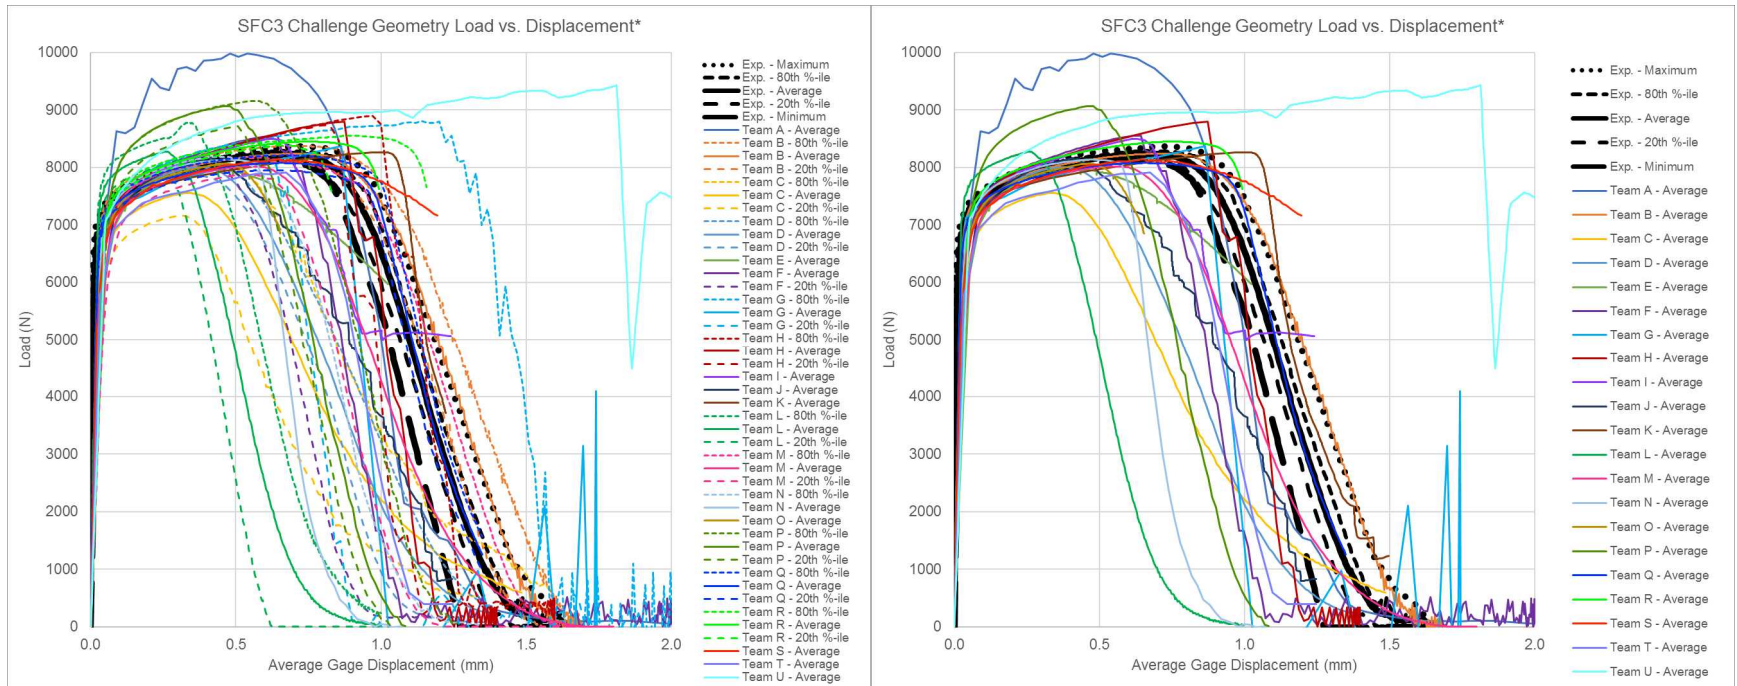 SFC3 Challenge Geometry Load vs. Displacement*
10000
9000
8000
7000
6000
5000
4000
3000
2000
1000
0
Load (N)
0.0
0.5
1.0
1.5
2.0
Average Gage Displacement (mm)
Exp. - Maximum
Exp. - 80th %-ile
Exp. - Average
Exp. - 20th %-ile
Exp. - Minimum
Team A - Average
Team B - 80th %-ile
Team B - Average
Team B - 20th %-ile
Team C - 80th %-ile
Team C - Average
Team C - 20th %-ile
Team D - 80th %-ile
Team D - Average
Team D - 20th %-ile
Team E - Average
Team F - Average
Team F - 20th %-ile
Team G - 80th %-ile
Team G - Average
Team G - 20th %-ile
Team H - 80th %-ile
Team H - Average
Team H - 20th %-ile
Team I - Average
Team J - Average
Team K - Average
Team L - 80th %-ile
Team L - Average
Team L - 20th %-ile
Team M - 80th %-ile
Team M - Average
Team M - 20th %-ile
Team N - 80th %-ile
Team N - Average
Team O - Average
Team P - 80th %-ile
Team P - Average
Team P - 20th %-ile
Team Q - 80th %-ile
Team Q - Average
Team Q - 20th %-ile
Team R - 80th %-ile
Team R - Average
Team R - 20th %-ile
Team S - Average
Team T - Average
Team U - Average
SFC3 Challenge Geometry Load vs. Displacement*
10000
9000
8000
7000
6000
5000
4000
3000
2000
1000
0
Load (N)
0.0
0.5
1.0
1.5
2.0
Average Gage Displacement (mm)
Exp. - Maximum
Exp. - 80th %-ile
Exp. - Average
Exp. - 20th %-ile
Exp. - Minimum
Team A - Average
Team B - Average
Team C - Average
Team D - Average
Team E - Average
Team F - Average
Team G - Average
Team H - Average
Team I - Average
Team J - Average
Team K - Average
Team L - Average
Team M - Average
Team N - Average
Team O - Average
Team P - Average
Team Q - Average
Team R - Average
Team S - Average
Team T - Average
Team U - Average